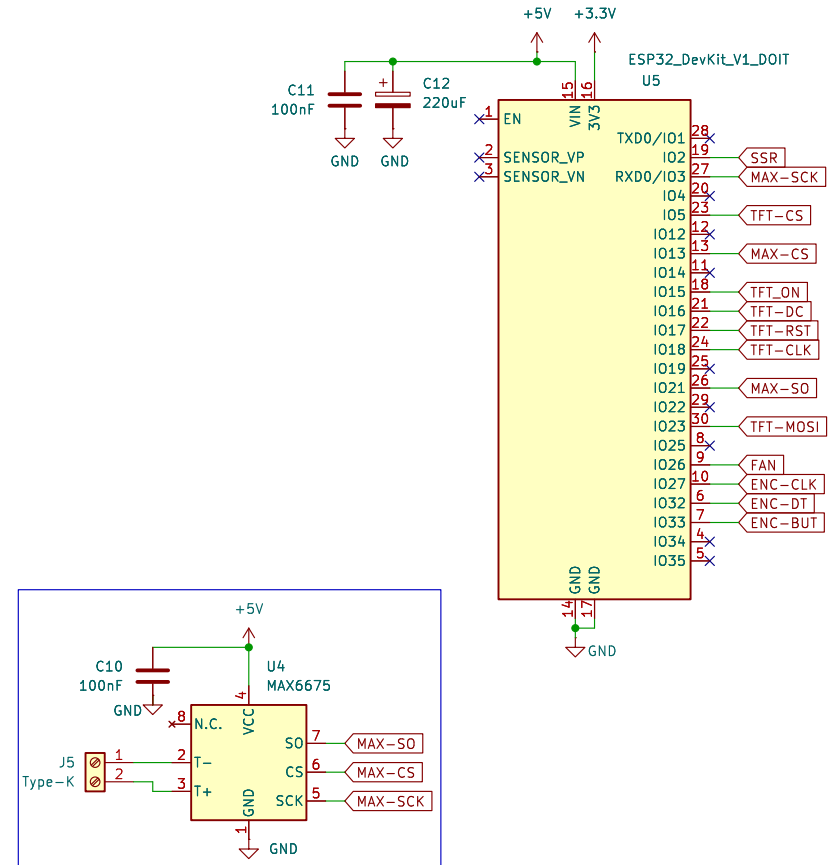 +5V +3.3V
ESP32_DevKit_V1_DOIT
U5
C11
100nF
+
C12
220uF
GND
GND
15
VIN
16
3V3
1 EN
2 SENSOR_VP
3 SENSOR_VN
TXD0/IO1 28
IO2 19 SSR
RXD0/IO3 27 MAX-SCK
IO4 20
IO5 23 TFT-CS
IO12 12
IO13 13 MAX-CS
IO14 11
IO15 18 TFT_ON
IO16 21 TFT-DC
IO17 22 TFT-RST
IO18 24 TFT-CLK
IO19 25
IO21 26 MAX-SO
IO22 29
IO23 30 TFT-MOSI
IO25 8
IO26 9 FAN
IO27 10 ENC-CLK
IO32 6 ENC-DT
IO33 7 ENC-BUT
IO34 4
IO35 5
GND
14
GND
17
GND
+5V
C10
100nF
GND
U4
MAX6675
4
VCC
8 N.C.
J5
Type-K
1
2
2 T-
3 T+
SO 7 MAX-SO
CS 6 MAX-CS
SCK 5 MAX-SCK
GND
1
GND